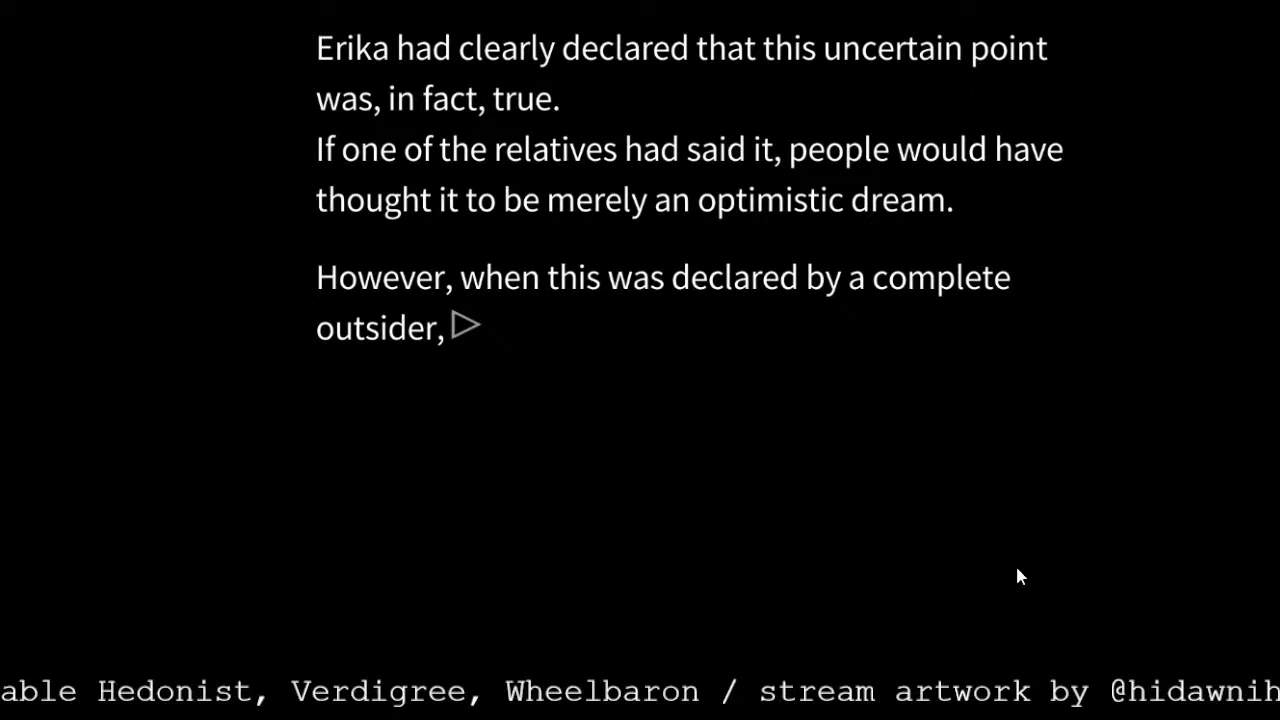 Erika had clearly declared that this uncertain point
was, in fact, true.
If one of the relatives had said it, people would have
thought it to be merely an optimistic dream.
However, when this was declared by a complete
outsider,
able Hedonist, Verdigree, Wheelbaron / stream artwork by @hidawnih